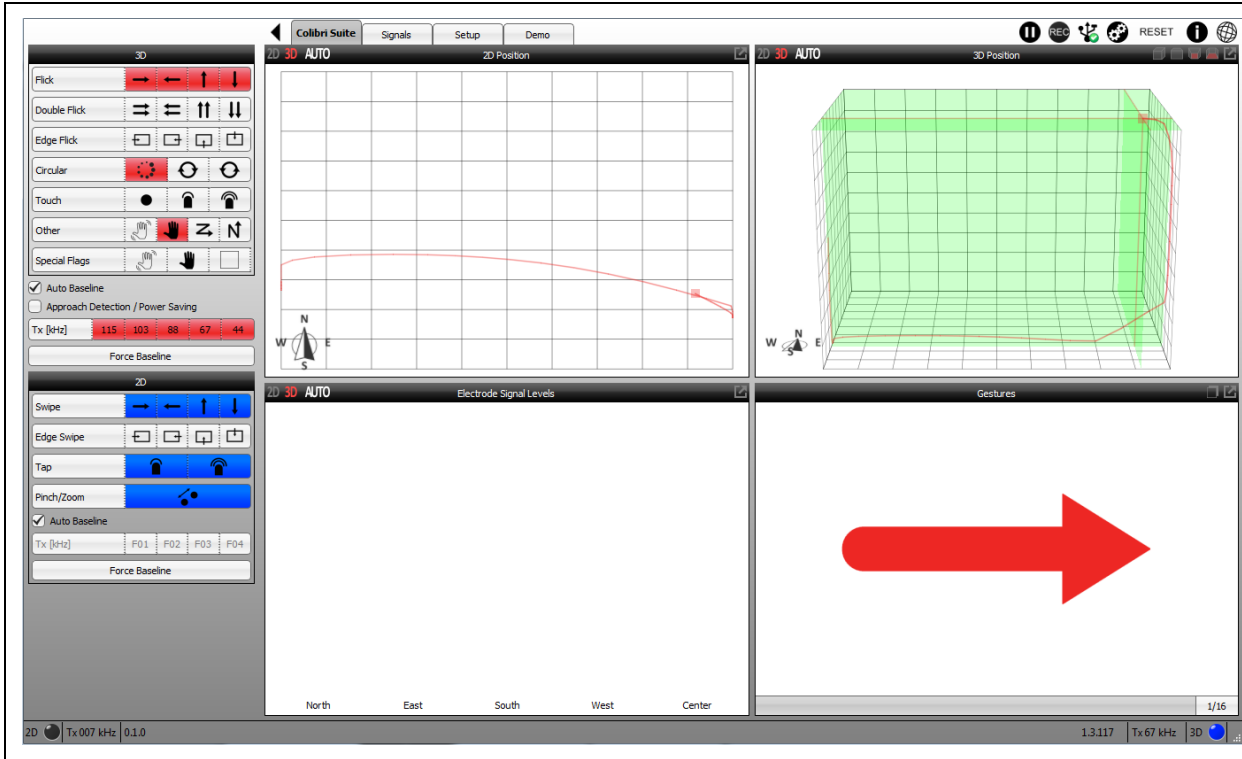 Colibri Suite Signals Setup Demo
REC RESET
3D
Flick
Double Flick
Edge Flick
Circular
Touch
Other
Special Flags
Auto Baseline
Approach Detection / Power Saving
Tx [kHz] 115 103 88 67 44
Force Baseline
2D
Swipe
Edge Swipe
Tap
Pinch/Zoom
Auto Baseline
Tx [kHz] F01 F02 F03 F04
Force Baseline
2D 3D AUTO 2D Position
N
W E
S
2D 3D AUTO 3D Position
N
W E
S
2D 3D AUTO Electrode Signal Levels
North East South West Center
Gestures
1/16
2D Tx 007 kHz 0.1.0
1.3.117 Tx 67 kHz 3D